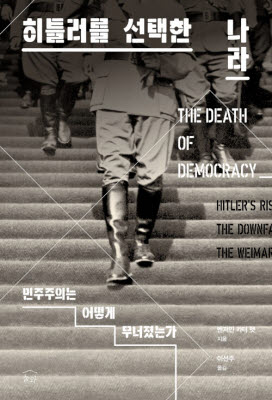 히틀러를 선택한
나라
THE DEATH
OF
DEMOCRACY
HITLER'S RIS
THE DOWNFA
THE WEIMAR
민주주의는
어떻게
무너졌는가
벤저민 카터 헷
지음
이선주
옮김